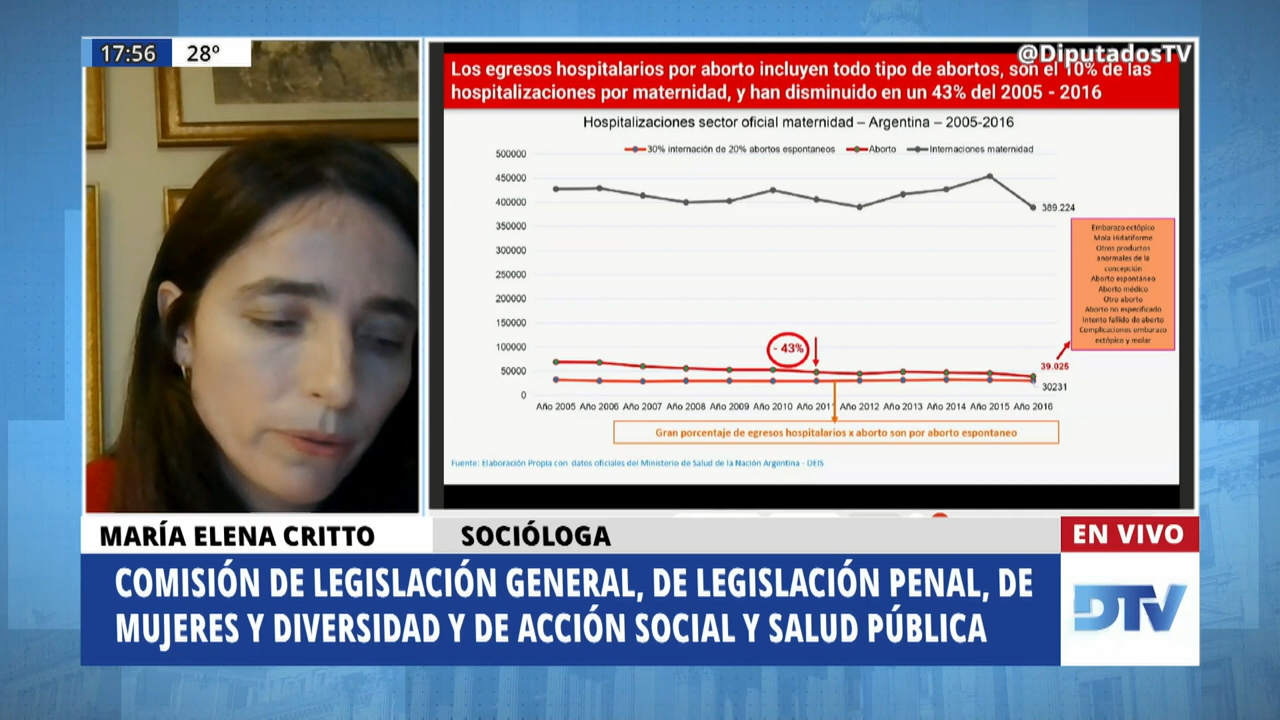 17:56 28º
@DiputadosTV
Los egresos hospitalarios por aborto incluyen todo tipo de abortos, son el 10% de las
hospitalizaciones por maternidad, y han disminuido en un 43% del 2005 - 2016
Hospitalizaciones sector oficial maternidad – Argentina – 2005-2016
30% internación de 20% abortos espontaneos Aborto Internaciones maternidad
500000
450000
400000
350000
300000
250000
200000
150000
100000
50000
0
389.224
Embarazo ectópico
Mola Hidatiforme
Otros productos
anormales de la
concepción
Aborto espontáneo
Aborto médico
Otro aborto
Aborto no especificado
Intento fallido de aborto
Complicaciones embarazo
ectópico y molar
- 43%
39.025
30231
Año 2005 Año 2006 Año 2007 Año 2008 Año 2009 Año 2010 Año 2011 Año 2012 Año 2013 Año 2014 Año 2015 Año 2016
Gran porcentaje de egresos hospitalarios x aborto son por aborto espontaneo
Fuente: Elaboración Propia con datos oficiales del Ministerio de Salud de la Nación Argentina - DEIS
MARÍA ELENA CRITTO SOCIÓLOGA
EN VIVO
COMISIÓN DE LEGISLACIÓN GENERAL, DE LEGISLACIÓN PENAL, DE
MUJERES Y DIVERSIDAD Y DE ACCIÓN SOCIAL Y SALUD PÚBLICA
DTV